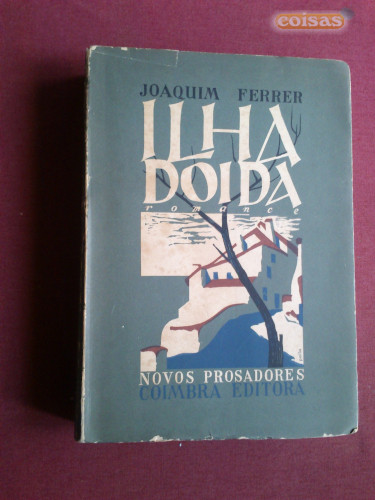 coisas
JOAQUIM FERRER
ILHA
DOIDA
romance
NOVOS PROSADORES
COIMBRA EDITORA